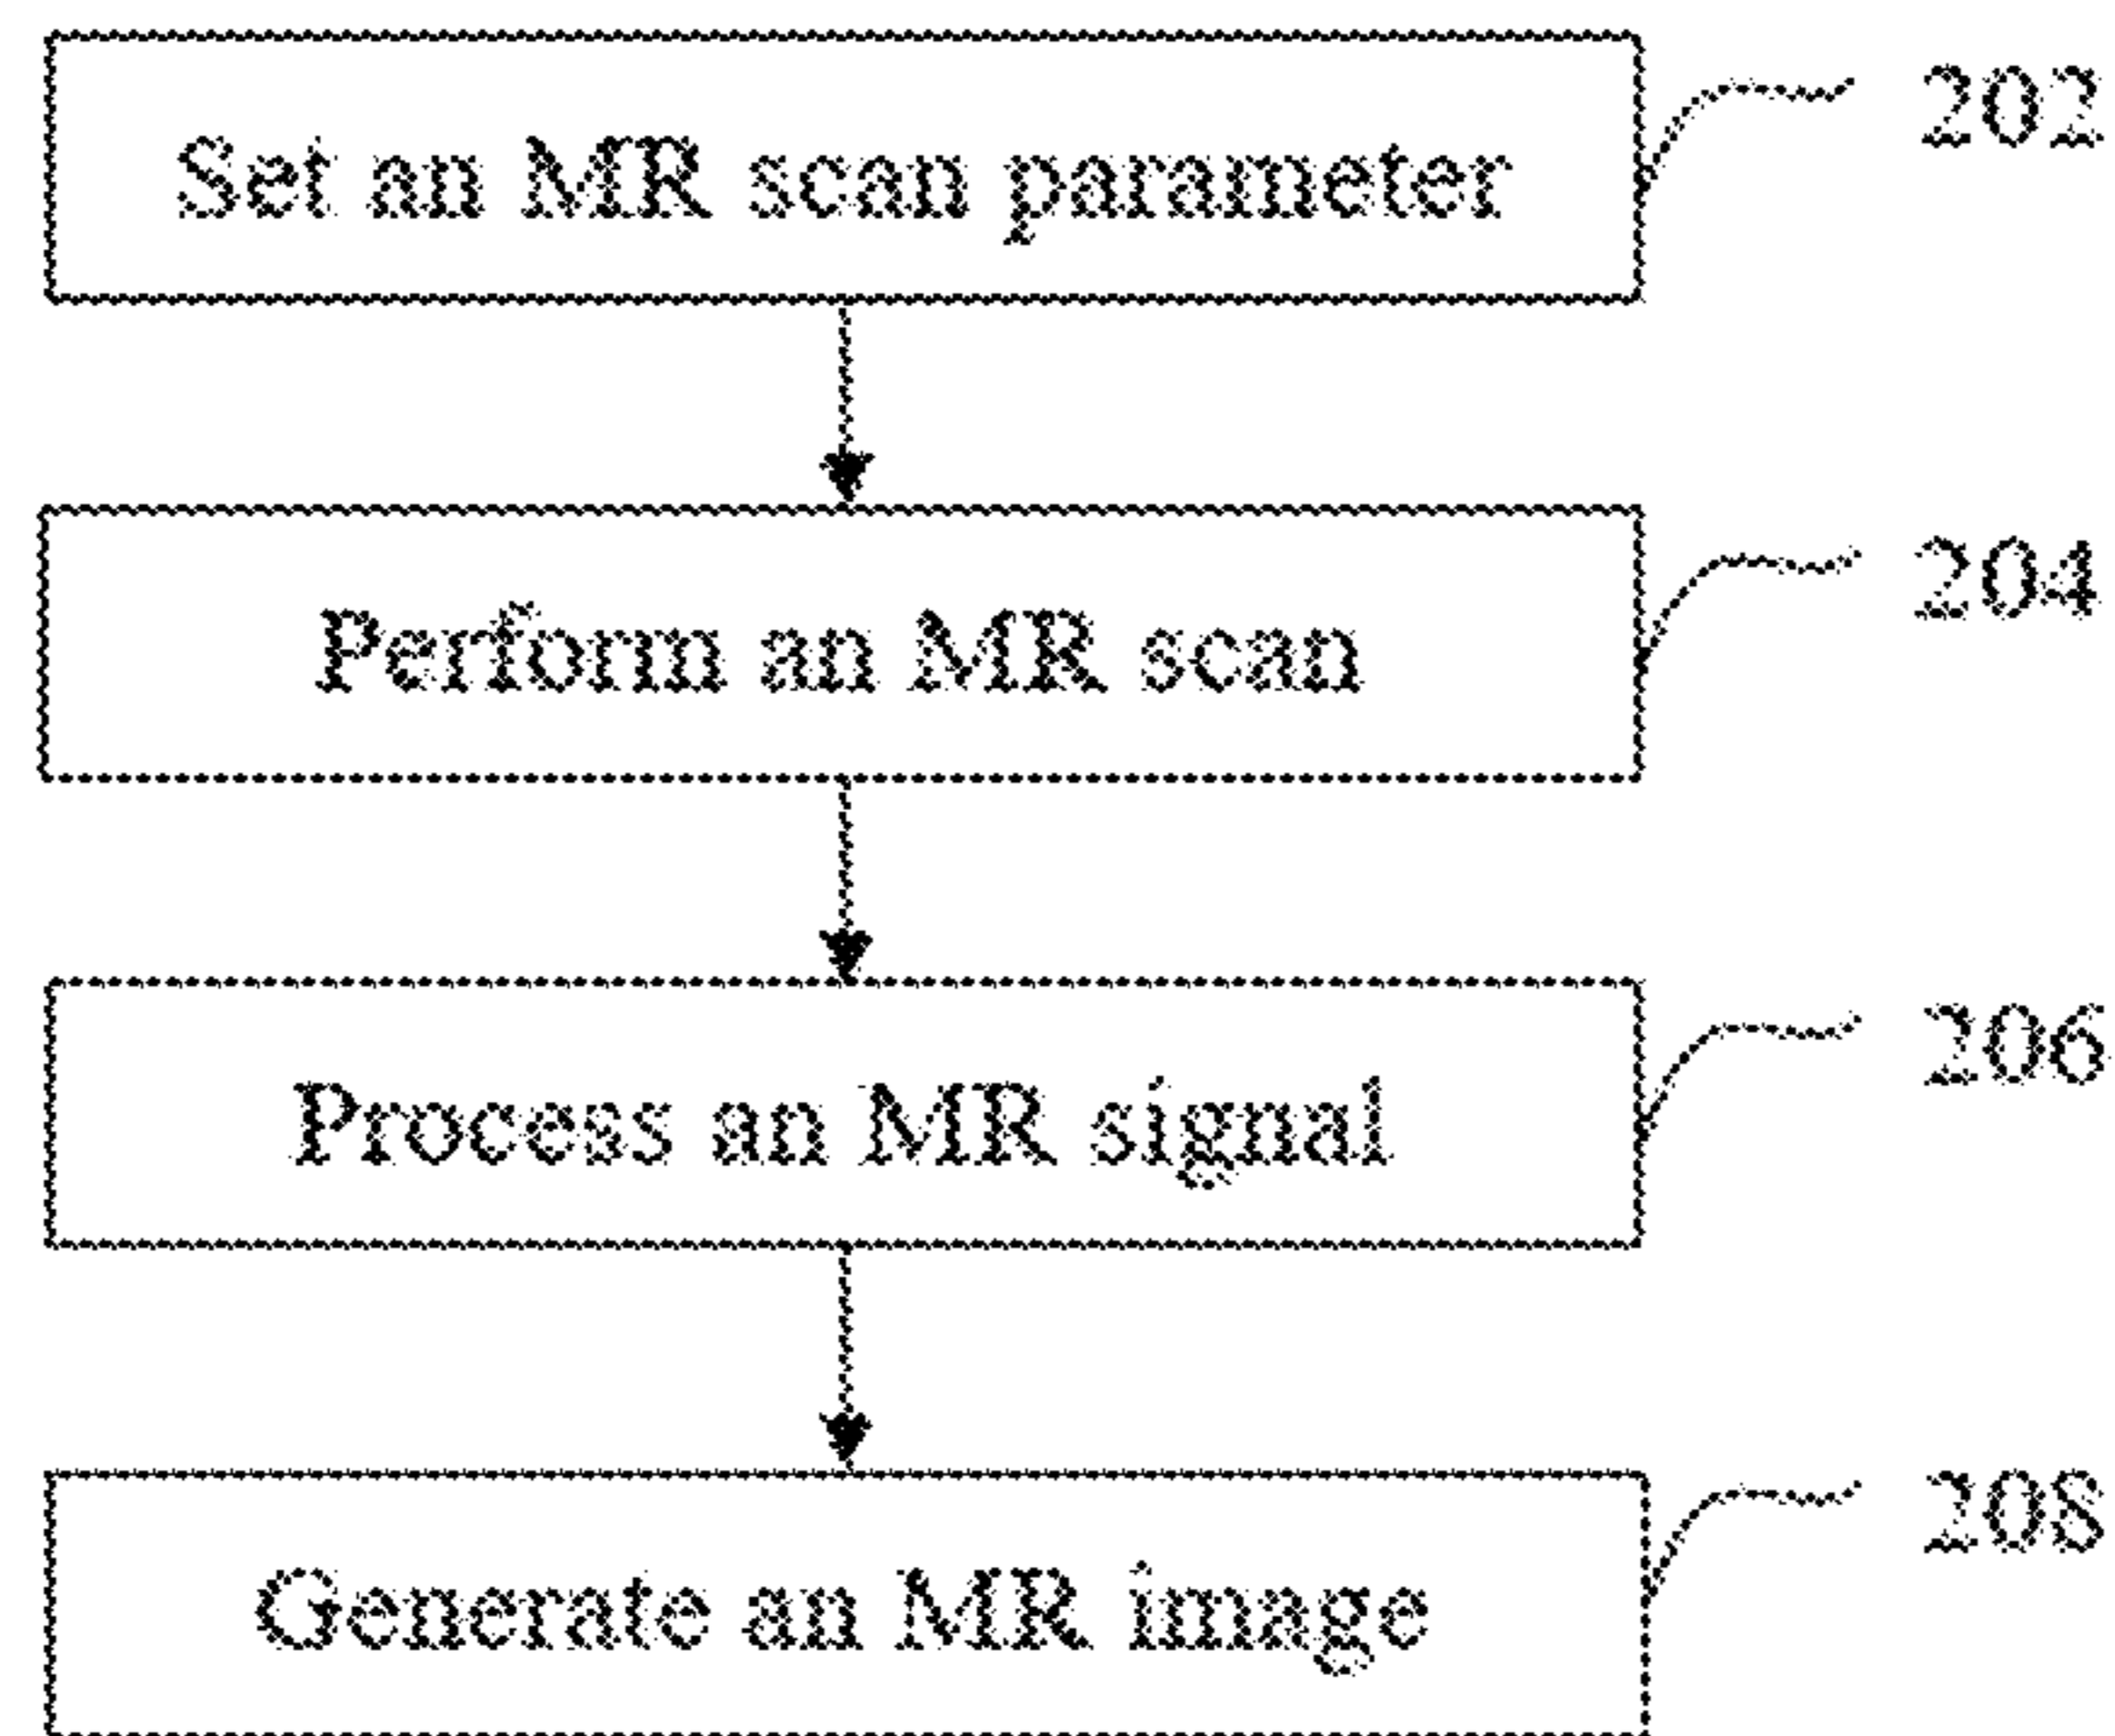 Set an MR scan parameter 202
Perform an MR scan 204
Process an MR signal 206
Generate an MR image 208